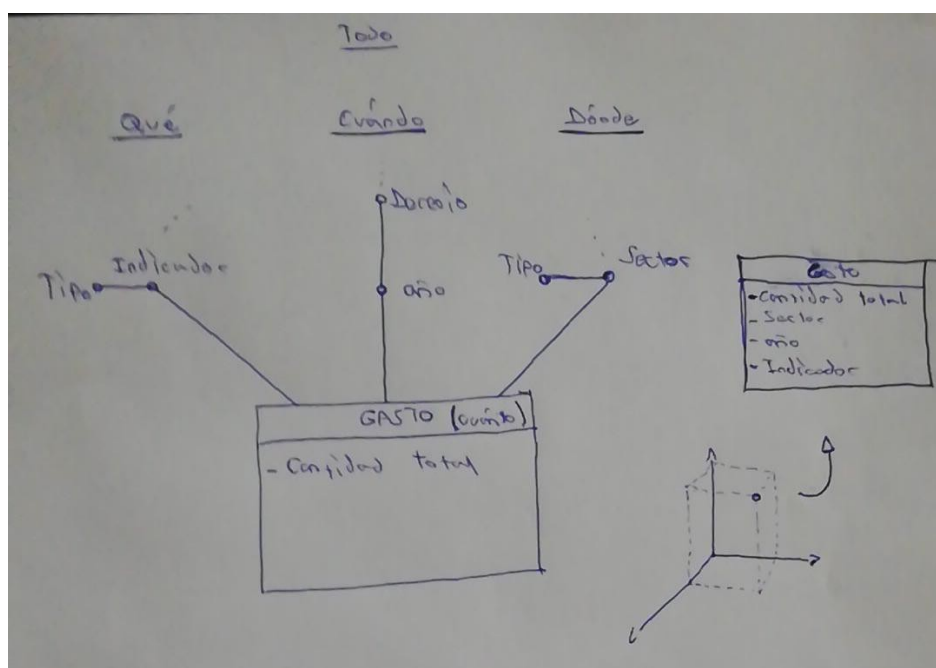 Todo
Qué
Cuándo
Dónde
Tipo
Indicador
Decenio
año
Tipo
Sector
GASTO (cuánto)
- Cantidad total
Gasto
- Cantidad total
- Sector
- año
- Indicador